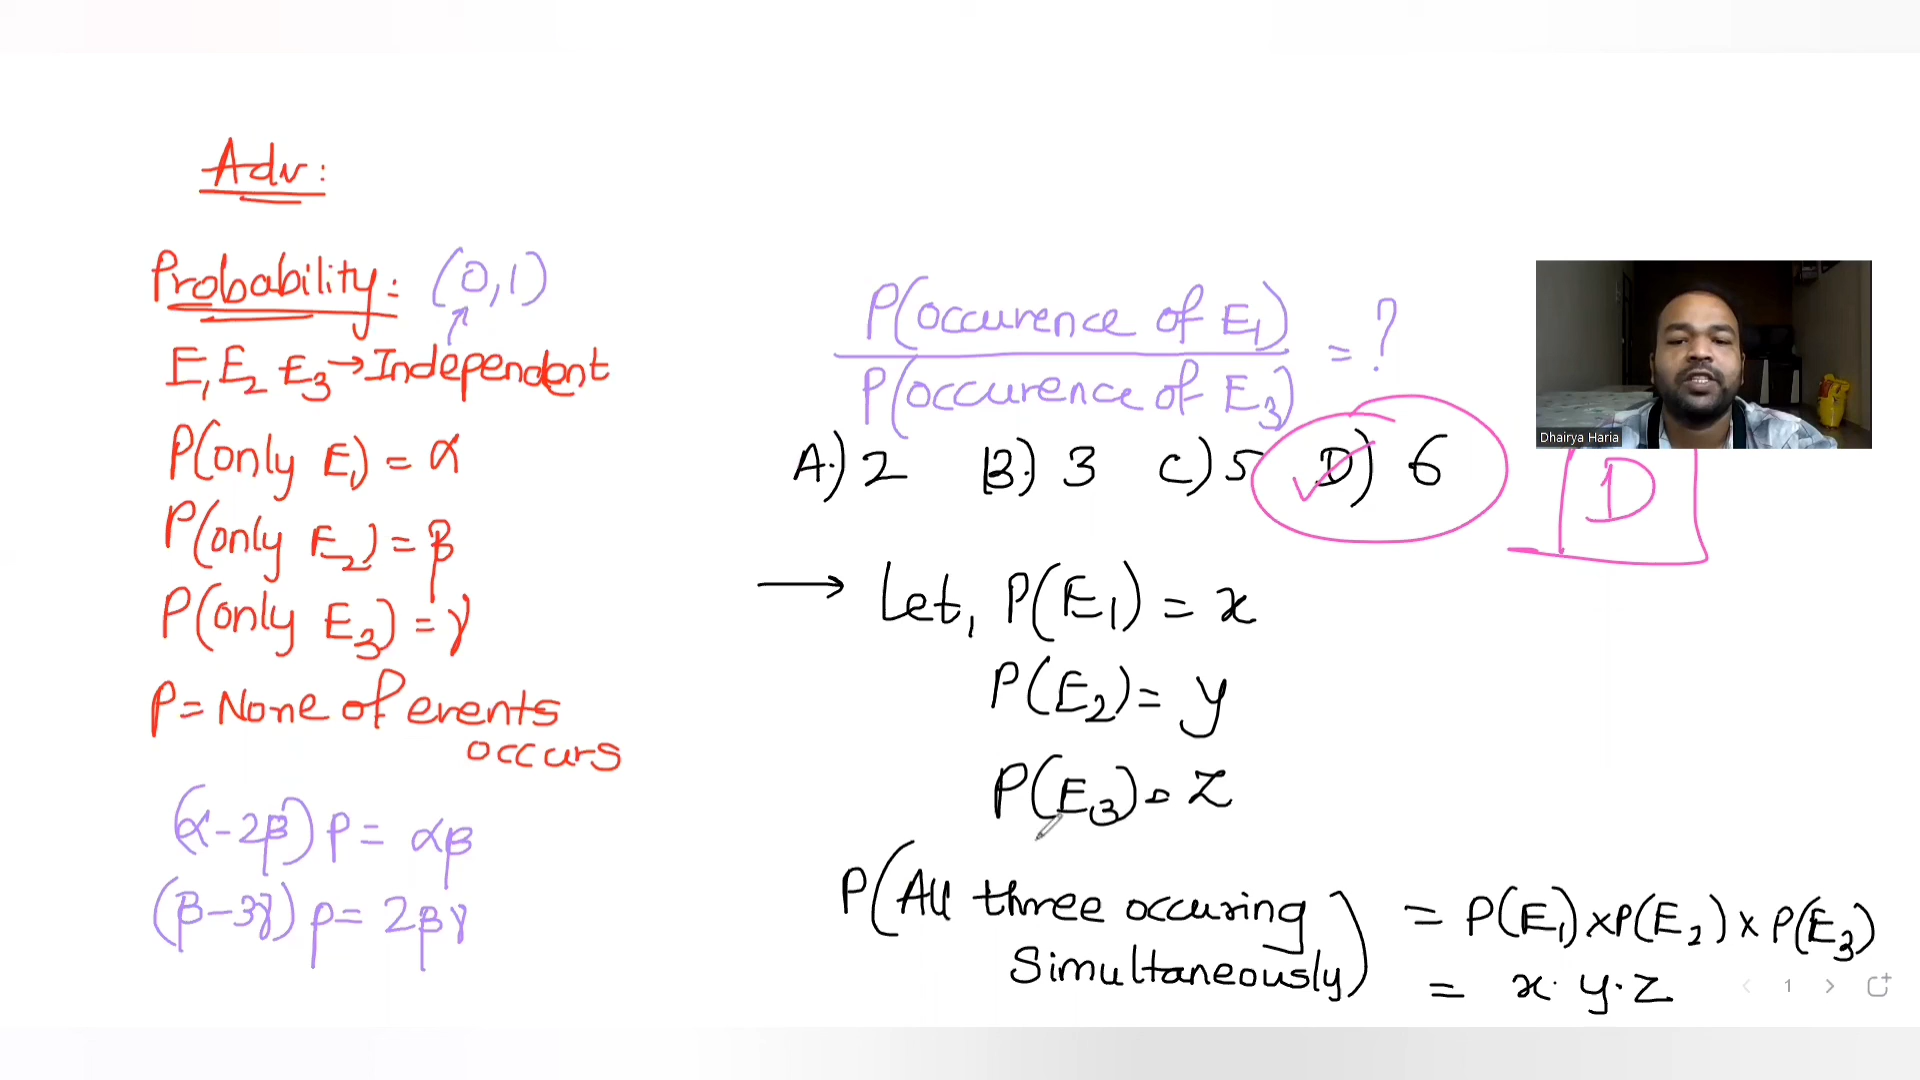 Adv:
Probability: (0,1)
E1, E2 E3 → Independent
P(only E1) = α
P(only E2) = β
P(only E3) = γ
P = None of events
occurs
(α-2β) P = αβ
(β-3γ) P = 2βγ
P(occurence of E1)
P(occurence of E3)
= ?
A.) 2 B.) 3 C.) 5 D) 6
D
Dhairya Haria
→ Let, P(E1) = x
P(E2) = y
P(E3) = z
P(All three occuring
Simultaneously)
= P(E1) x P(E2) x P(E3)
= x. y. z
1